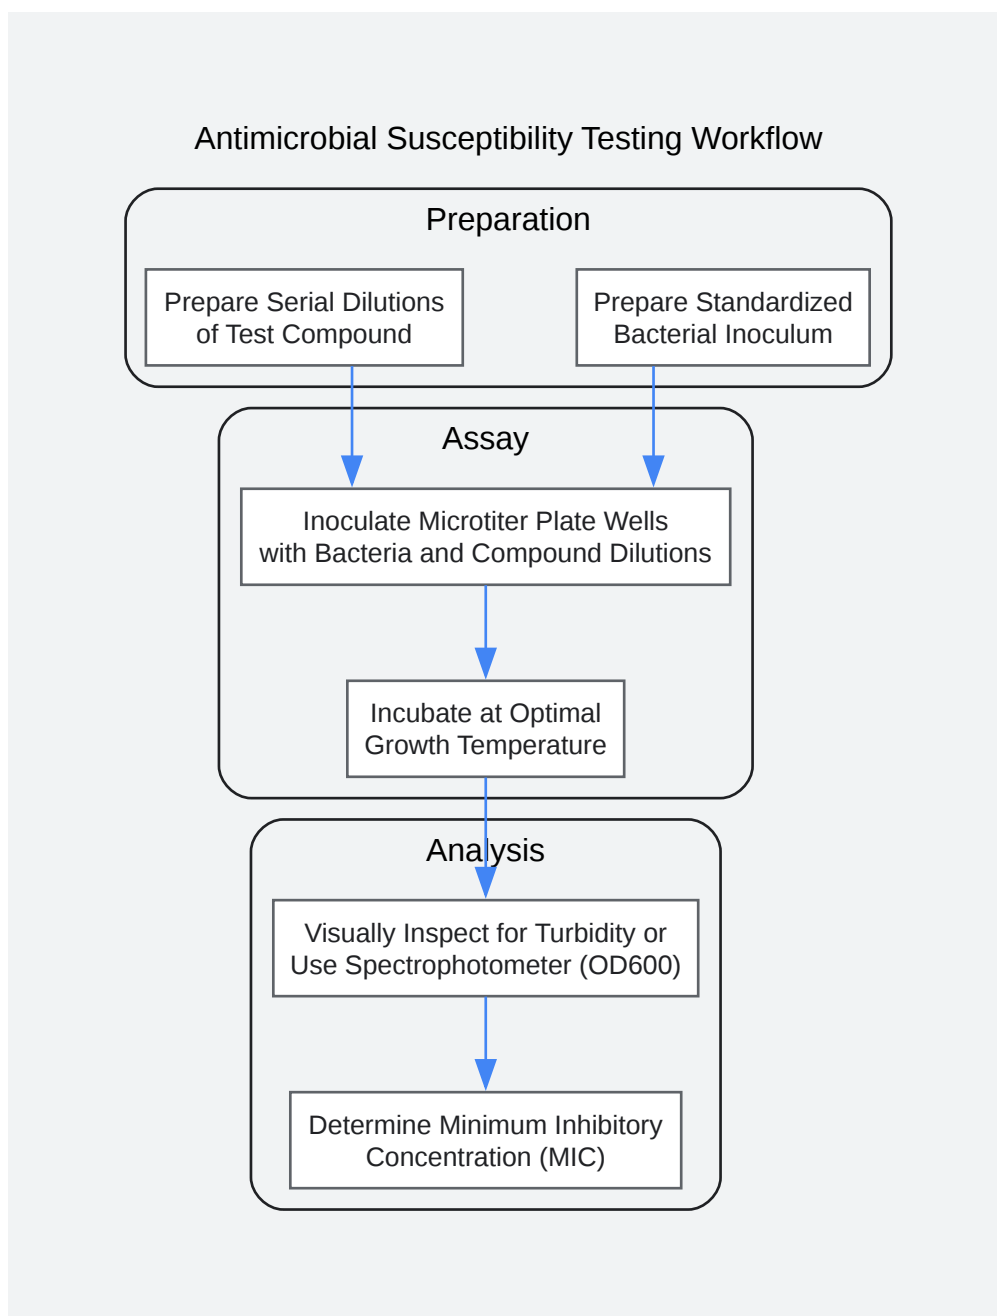 Antimicrobial Susceptibility Testing Workflow
Preparation
Prepare Serial Dilutions
of Test Compound
Prepare Standardized
Bacterial Inoculum
Assay
Inoculate Microtiter Plate Wells
with Bacteria and Compound Dilutions
Incubate at Optimal
Growth Temperature
Analysis
Visually Inspect for Turbidity or
Use Spectrophotometer (OD600)
Determine Minimum Inhibitory
Concentration (MIC)